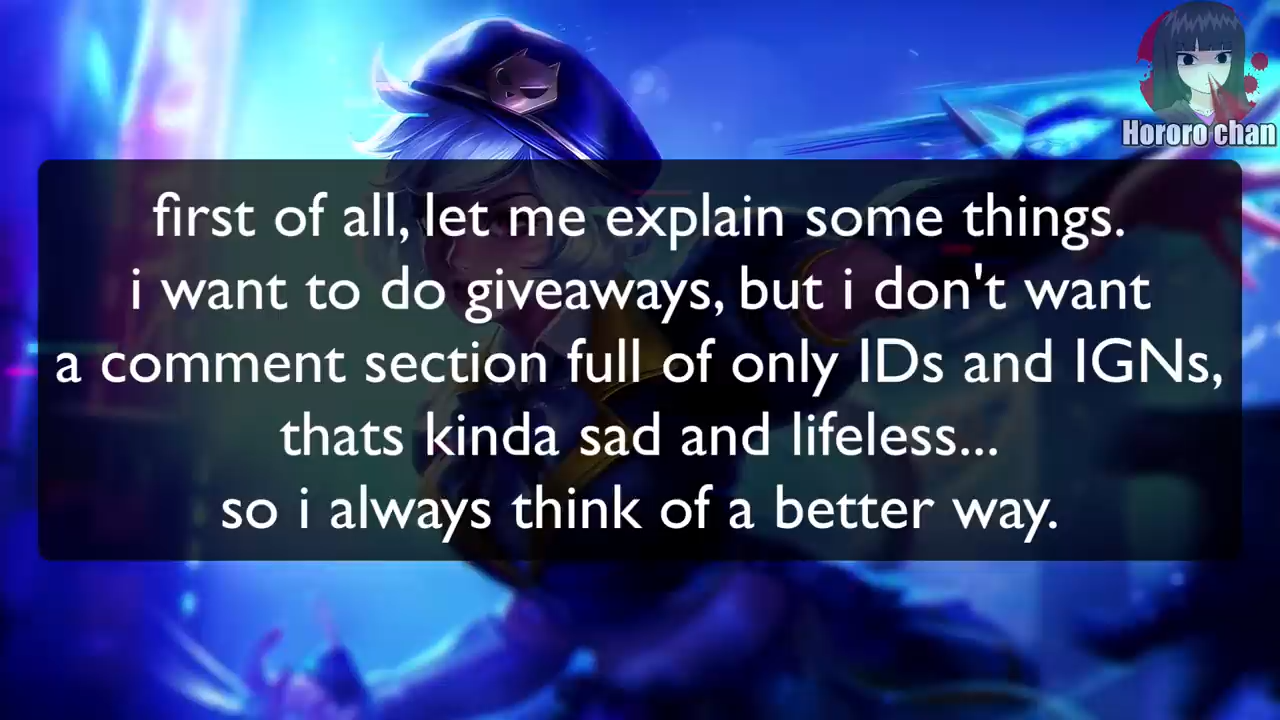 Hororo chan
first of all, let me explain some things.
i want to do giveaways, but i don't want
a comment section full of only IDs and IGNs,
thats kinda sad and lifeless...
so i always think of a better way.